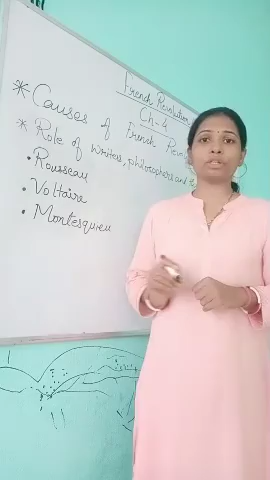 French Revolution
Ch-4
* Causes of French Revo
* Role of writers, philosophers and
• Rousseau
• Voltaire
• Montesquieu